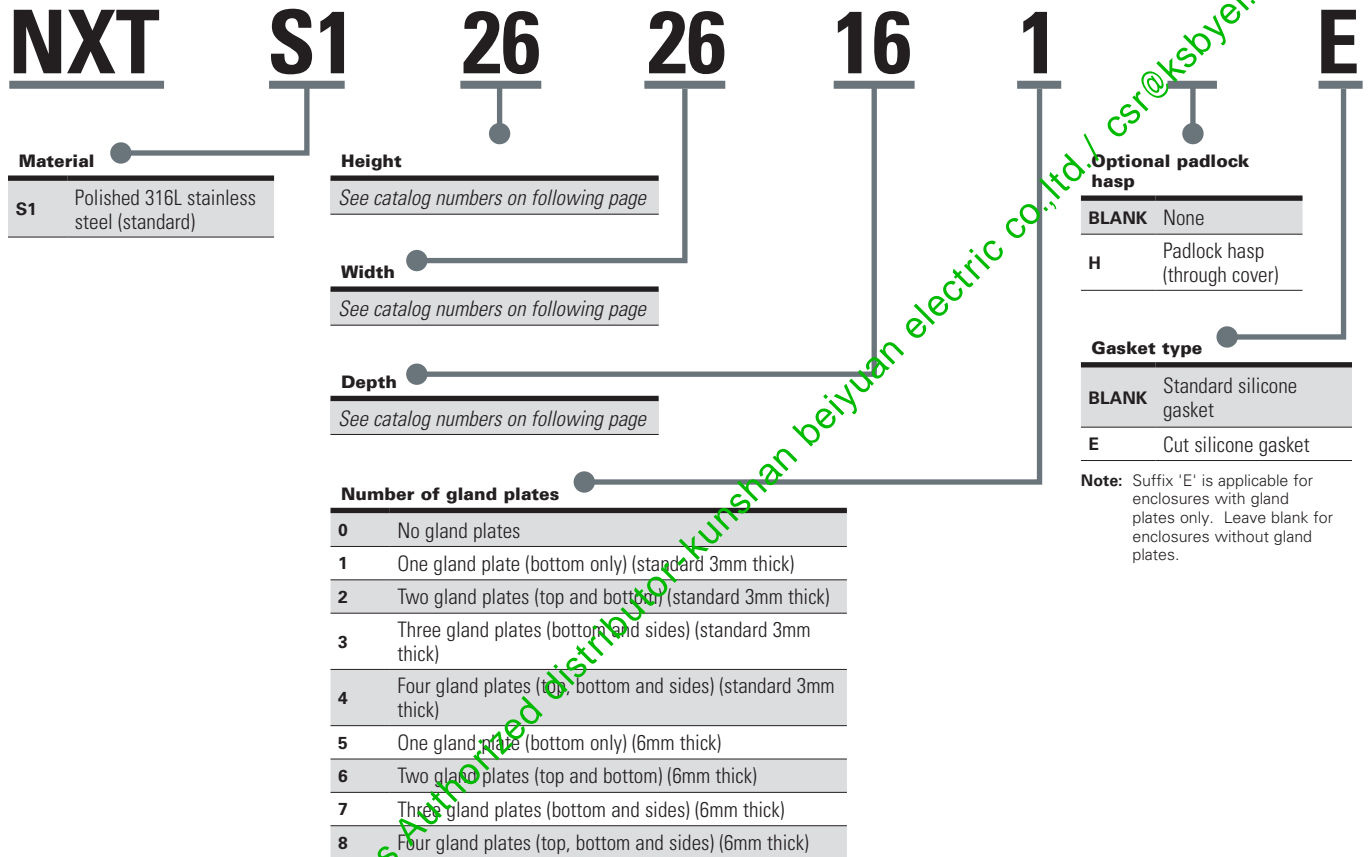 NXT S1 26 26 16 1 E
Material
S1 Polished 316L stainless
steel (standard)
Height
See catalog numbers on following page
Width
See catalog numbers on following page
Depth
See catalog numbers on following page
Number of gland plates
0 No gland plates
1 One gland plate (bottom only) (standard 3mm thick)
2 Two gland plates (top and bottom) (standard 3mm thick)
3 Three gland plates (bottom and sides) (standard 3mm
thick)
4 Four gland plates (top, bottom and sides) (standard 3mm
thick)
5 One gland plate (bottom only) (6mm thick)
6 Two gland plates (top and bottom) (6mm thick)
7 Three gland plates (bottom and sides) (6mm thick)
8 Four gland plates (top, bottom and sides) (6mm thick)
Optional padlock
hasp
BLANK None
H Padlock hasp
(through cover)
Gasket type
BLANK Standard silicone
gasket
E Cut silicone gasket
Note: Suffix 'E' is applicable for
enclosures with gland
plates only. Leave blank for
enclosures without gland
plates.
s Authorized distributor-kunshan beiyuan electric co.,ltd./ csr@ksbye